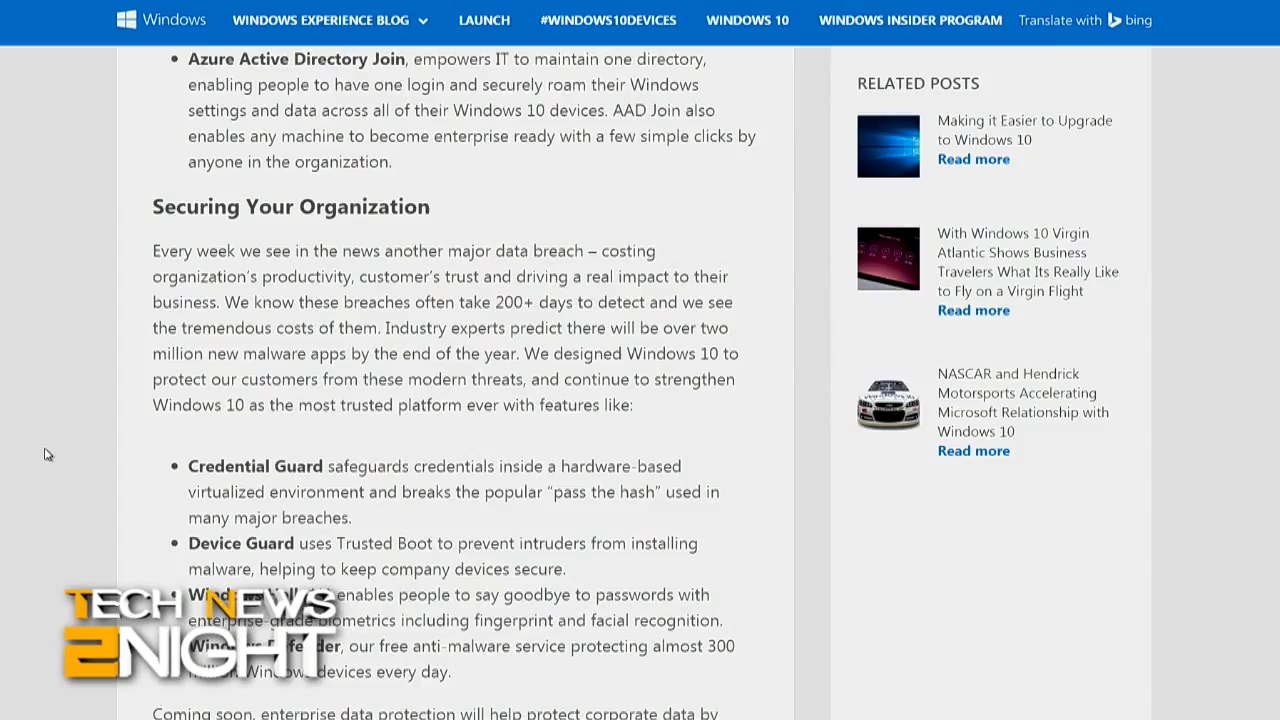 Windows
WINDOWS EXPERIENCE BLOG
LAUNCH
#WINDOWS10DEVICES
WINDOWS 10
WINDOWS INSIDER PROGRAM
Translate with bing
Azure Active Directory Join, empowers IT to maintain one directory,
enabling people to have one login and securely roam their Windows
settings and data across all of their Windows 10 devices. AAD Join also
enables any machine to become enterprise ready with a few simple clicks by
anyone in the organization.
Securing Your Organization
Every week we see in the news another major data breach – costing
organization's productivity, customer's trust and driving a real impact to their
business. We know these breaches often take 200+ days to detect and we see
the tremendous costs of them. Industry experts predict there will be over two
million new malware apps by the end of the year. We designed Windows 10 to
protect our customers from these modern threats, and continue to strengthen
Windows 10 as the most trusted platform ever with features like:
Credential Guard safeguards credentials inside a hardware-based
virtualized environment and breaks the popular “pass the hash” used in
many major breaches.
Device Guard uses Trusted Boot to prevent intruders from installing
malware, helping to keep company devices secure.
enables people to say goodbye to passwords with
enterprise-grade biometrics including fingerprint and facial recognition.
Windows Defender, our free anti-malware service protecting almost 300
million Windows devices every day.
Coming soon, enterprise data protection will help protect corporate data by
RELATED POSTS
Making it Easier to Upgrade
to Windows 10
Read more
With Windows 10 Virgin
Atlantic Shows Business
Travelers What Its Really Like
to Fly on a Virgin Flight
Read more
NASCAR and Hendrick
Motorsports Accelerating
Microsoft Relationship with
Windows 10
Read more
TECH NEWS
2NIGHT